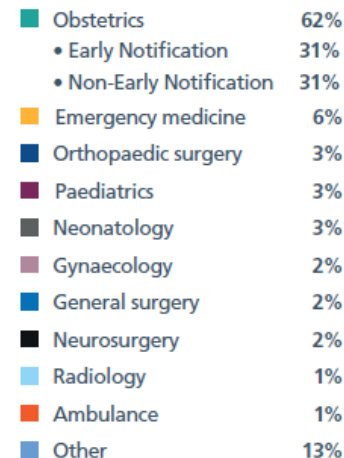 Obstetrics 62%
• Early Notification 31%
• Non-Early Notification 31%
Emergency medicine 6%
Orthopaedic surgery 3%
Paediatrics 3%
Neonatology 3%
Gynaecology 2%
General surgery 2%
Neurosurgery 2%
Radiology 1%
Ambulance 1%
Other 13%